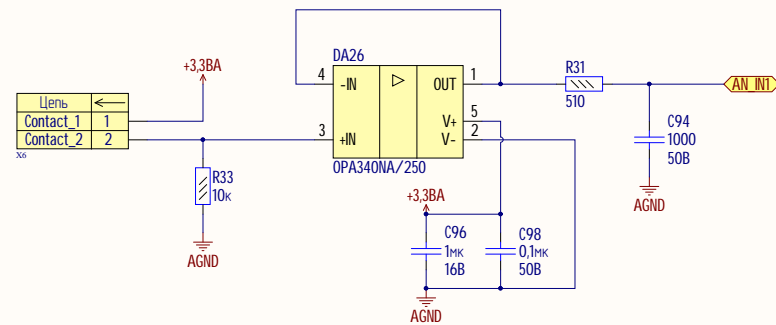 DA26
+3,3ВА
4
-IN
▷
OUT
1
R31
510
AN_IN1
Цепь
Contact_1
1
Contact_2
2
X6
V+
5
V-
2
3
+IN
OPA340NA/250
C94
1000
50В
AGND
R33
10к
AGND
+3,3ВА
C96
1мк
16В
C98
0,1мк
50В
AGND